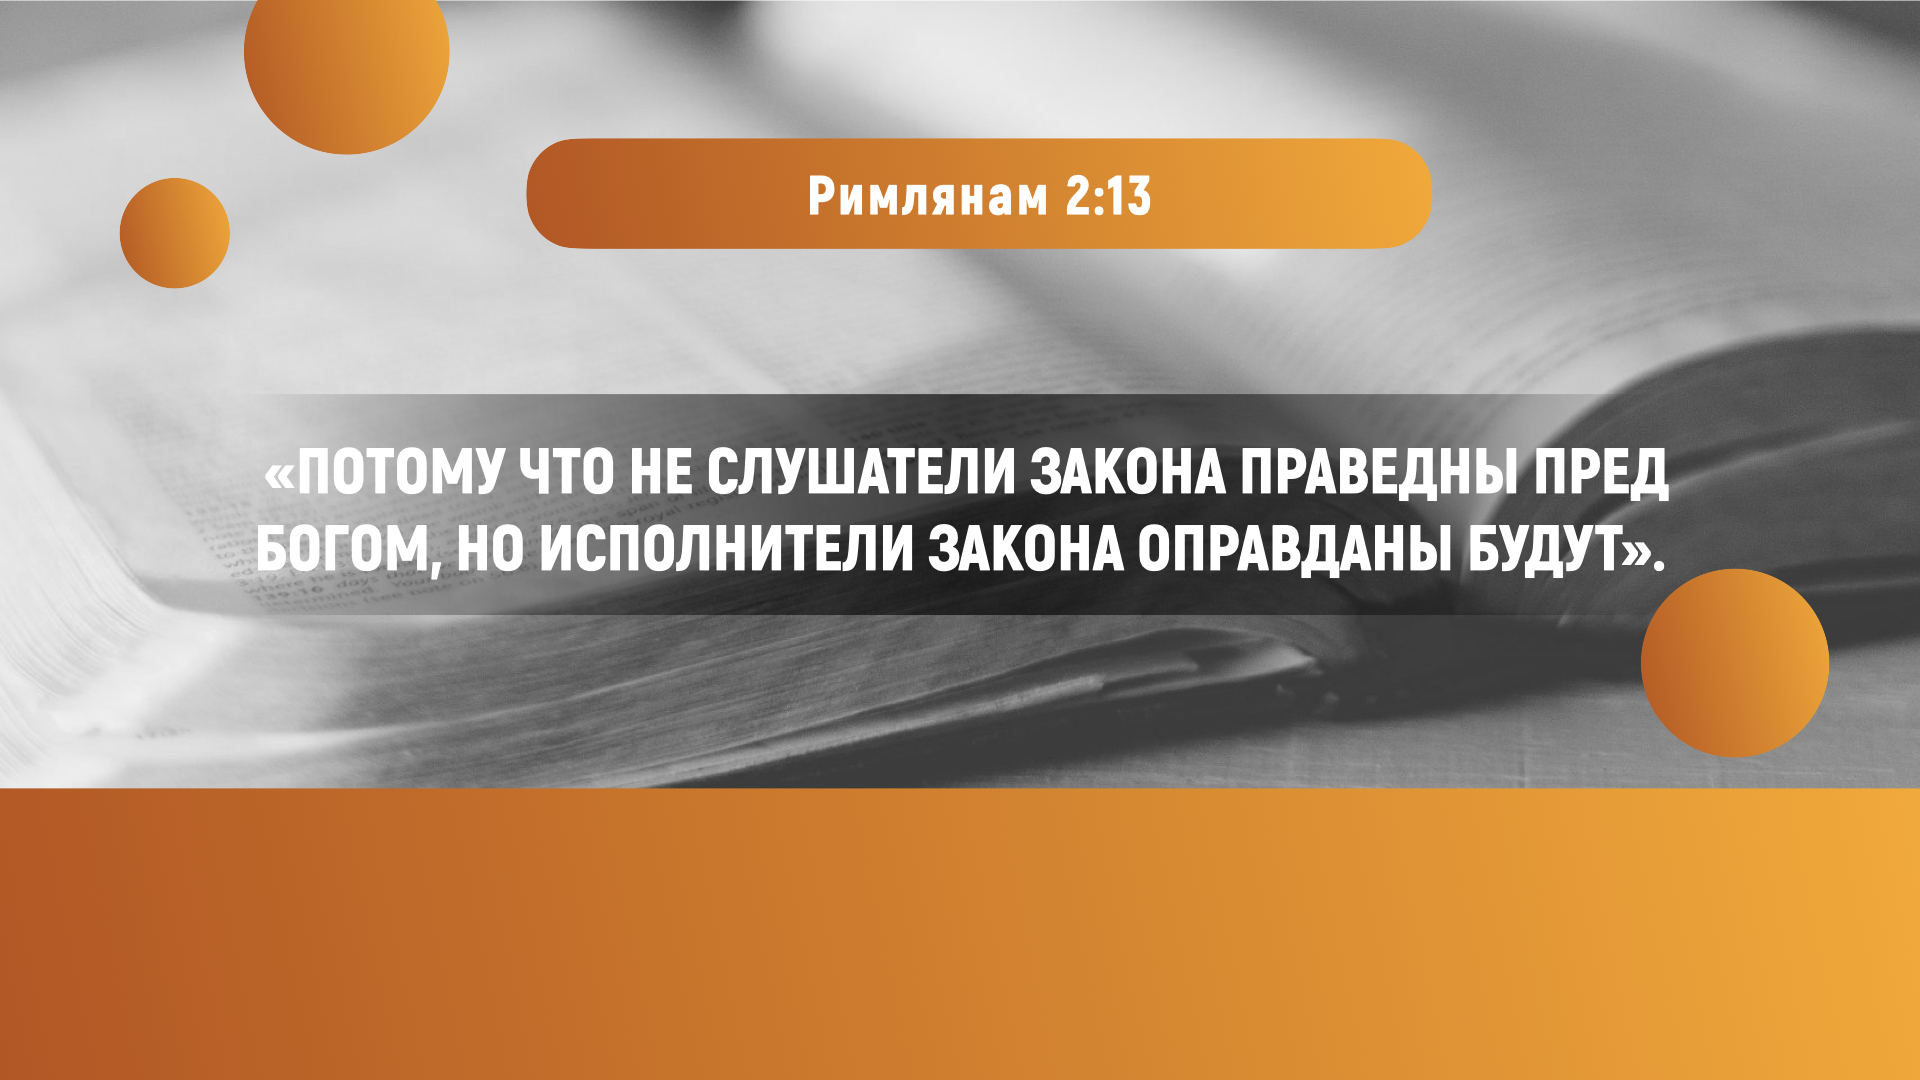 Римлянам 2:13
«ПОТОМУ ЧТО НЕ СЛУШАТЕЛИ ЗАКОНА ПРАВЕДНЫ ПРЕД
БОГОМ, НО ИСПОЛНИТЕЛИ ЗАКОНА ОПРАВДАНЫ БУДУТ».